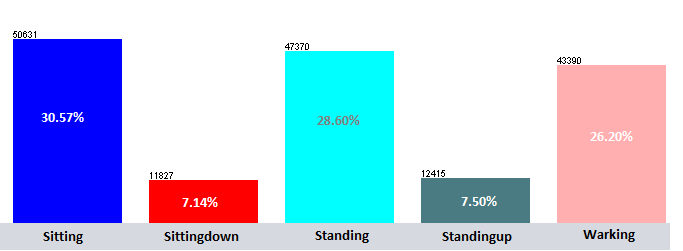 50631
30.57%
11827
7.14%
47370
28.60%
12415
7.50%
43390
26.20%
Sitting
Sittingdown
Standing
Standingup
Warking